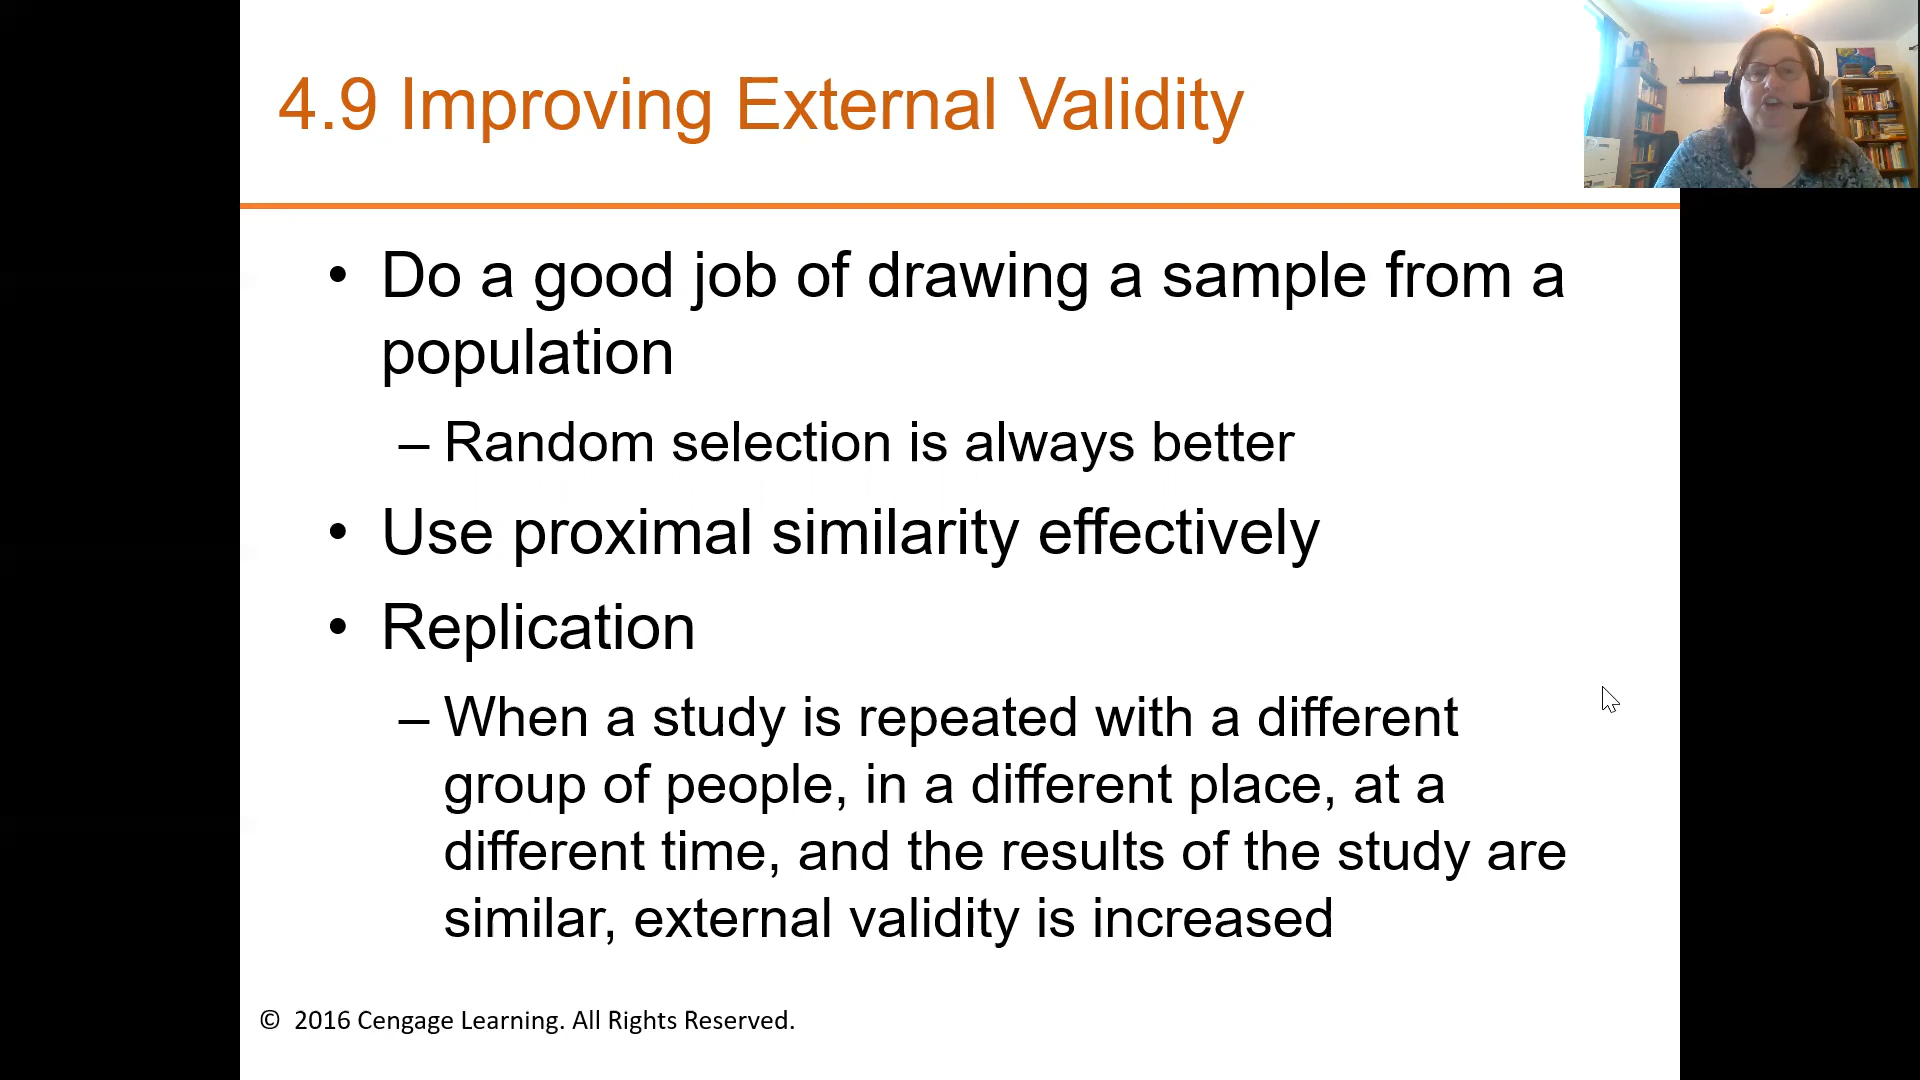 4.9 Improving External Validity
• Do a good job of drawing a sample from a
population
– Random selection is always better
• Use proximal similarity effectively
• Replication
– When a study is repeated with a different
group of people, in a different place, at a
different time, and the results of the study are
similar, external validity is increased
© 2016 Cengage Learning. All Rights Reserved.